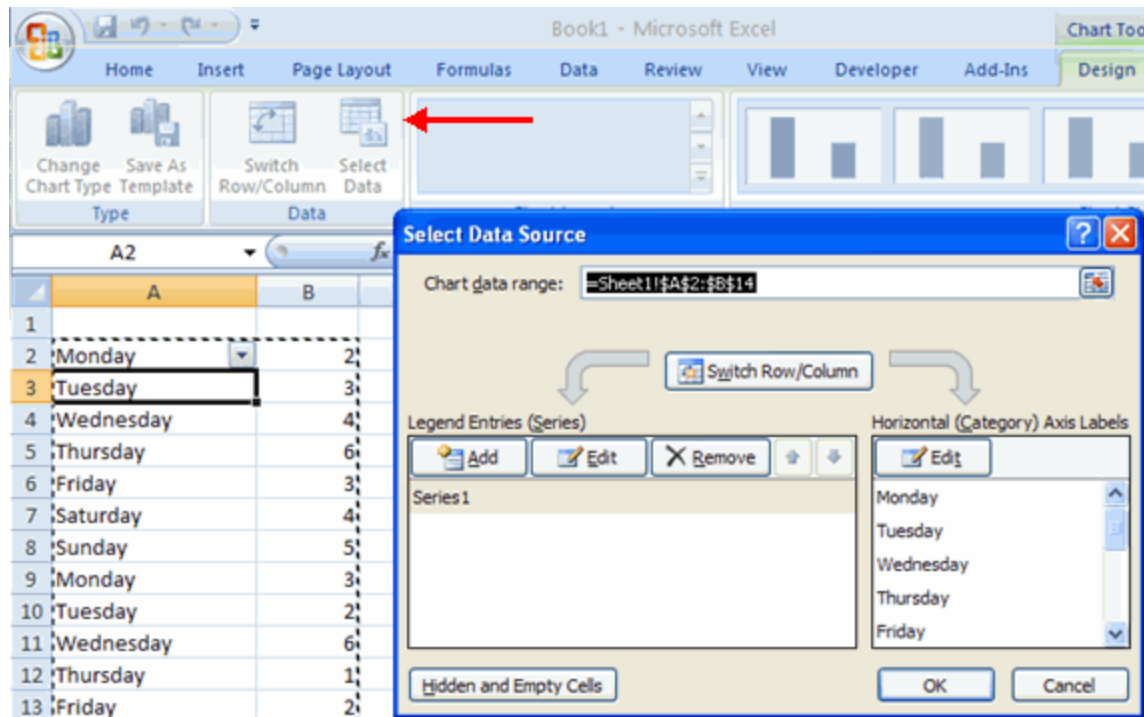 Book1 - Microsoft Excel
Chart Too
Home Insert Page Layout Formulas Data Review View Developer Add-Ins Design
Change Chart Type
Save As Template
Switch Row/Column
Select Data
Type
Data
A2
fx
A B
1
2 Monday 2
3 Tuesday 3
4 Wednesday 4
5 Thursday 6
6 Friday 3
7 Saturday 4
8 Sunday 5
9 Monday 3
10 Tuesday 2
11 Wednesday 6
12 Thursday 1
13 Friday 2
Select Data Source
Chart data range: =Sheet1!$A$2:$B$14
Switch Row/Column
Legend Entries (Series)
Add Edit Remove
Series1
Horizontal (Category) Axis Labels
Edit
Monday
Tuesday
Wednesday
Thursday
Friday
Hidden and Empty Cells
OK Cancel